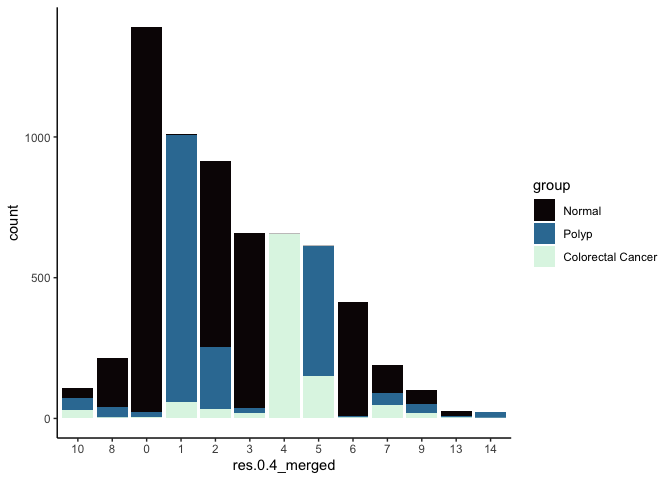 1000
500
0
count
10 8 0 1 2 3 4 5 6 7 9 13 14
res.0.4_merged
group
Normal
Polyp
Colorectal Cancer